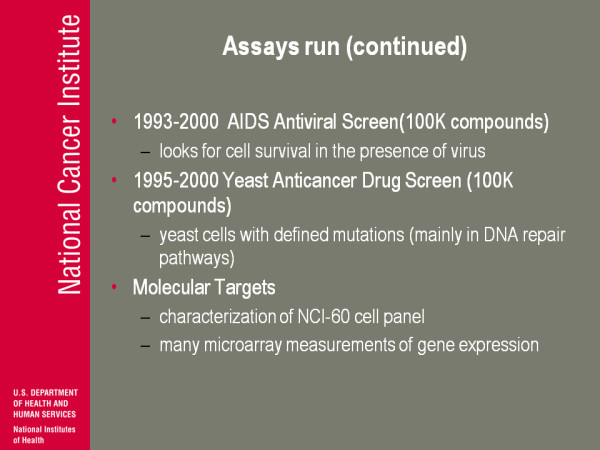 National Cancer Institute
U.S. DEPARTMENT
OF HEALTH AND
HUMAN SERVICES
National Institutes
of Health
Assays run (continued)
• 1993-2000 AIDS Antiviral Screen(100K compounds)
– looks for cell survival in the presence of virus
• 1995-2000 Yeast Anticancer Drug Screen (100K
compounds)
– yeast cells with defined mutations (mainly in DNA repair
pathways)
• Molecular Targets
– characterization of NCI-60 cell panel
– many microarray measurements of gene expression